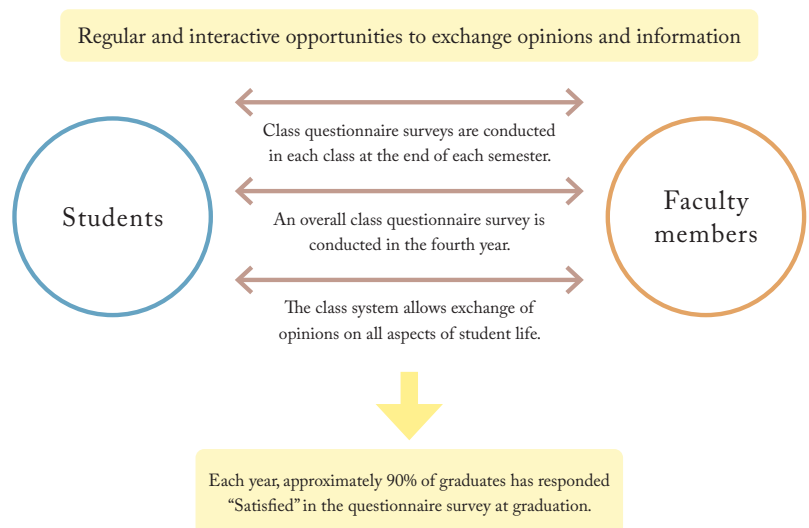 Regular and interactive opportunities to exchange opinions and information
Class questionnaire surveys are conducted
in each class at the end of each semester.
Students
An overall class questionnaire survey is
conducted in the fourth year.
Faculty
members
The class system allows exchange of
opinions on all aspects of student life.
Each year, approximately 90% of graduates has responded
“Satisfied” in the questionnaire survey at graduation.